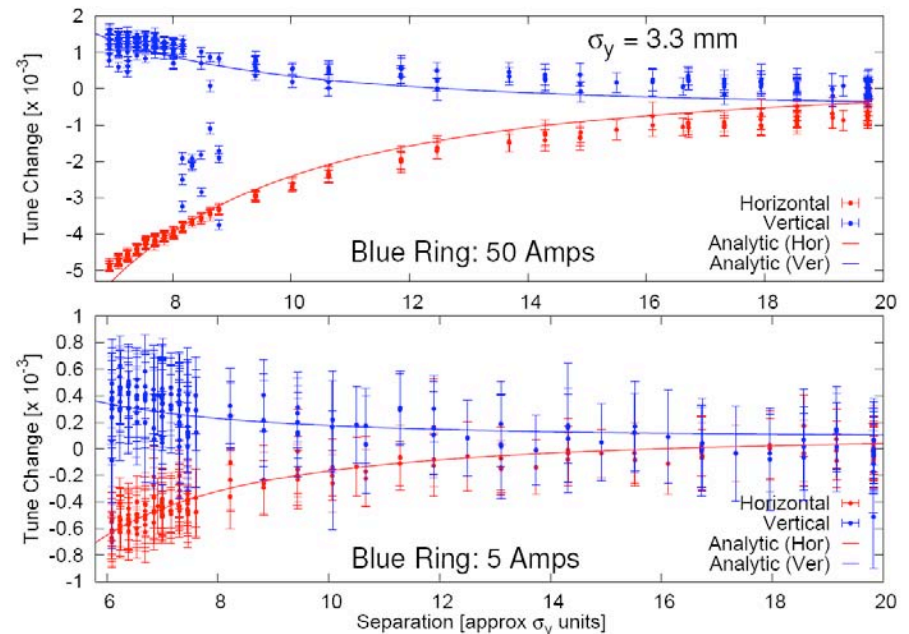 σy = 3.3 mm
Tune Change [x 10⁻³]
2
1
0
-1
-2
-3
-4
-5
Horizontal
Vertical
Analytic (Hor)
Analytic (Ver)
Blue Ring: 50 Amps
8 10 12 14 16 18 20
Tune Change [x 10⁻³]
1
0.8
0.6
0.4
0.2
0
-0.2
-0.4
-0.6
-0.8
-1
Horizontal
Vertical
Analytic (Hor)
Analytic (Ver)
Blue Ring: 5 Amps
6 8 10 12 14 16 18 20
Separation [approx σy units]